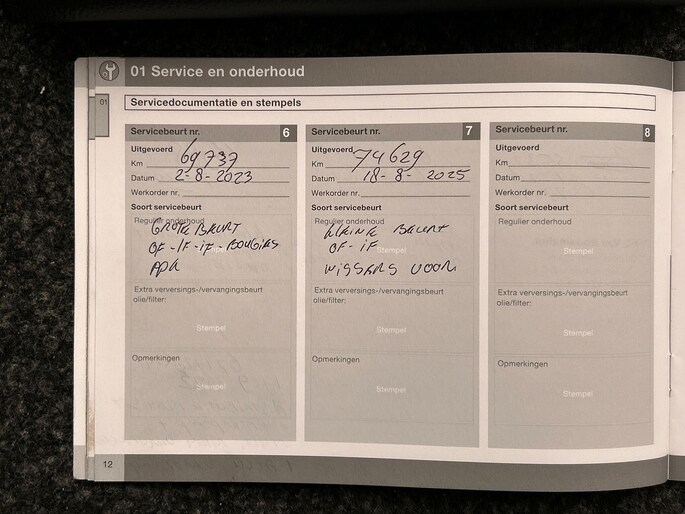 01 Service en onderhoud
01
Servicedocumentatie en stempels
Servicebeurt nr. 6
Uitgevoerd
Km 69737
Datum 2-8-2023
Werkorder nr.
Soort servicebeurt
Regulier onderhoud
GROTE BEURT
OF-LF-iF-BOUGIES
APK
Stempel
Extra verversings-/vervangingsbeurt
olie/filter:
Stempel
Opmerkingen
Stempel
Servicebeurt nr. 7
Uitgevoerd
Km 74629
Datum 18-8-2025
Werkorder nr.
Soort servicebeurt
Regulier onderhoud
KLEINE BEURT
OF-IF
Stempel
WISSERS VOOR
Extra verversings-/vervangingsbeurt
olie/filter:
Stempel
Opmerkingen
Stempel
Servicebeurt nr. 8
Uitgevoerd
Km
Datum
Werkorder nr.
Soort servicebeurt
Regulier onderhoud
Stempel
Extra verversings-/vervangingsbeurt
olie/filter:
Stempel
Opmerkingen
Stempel
12